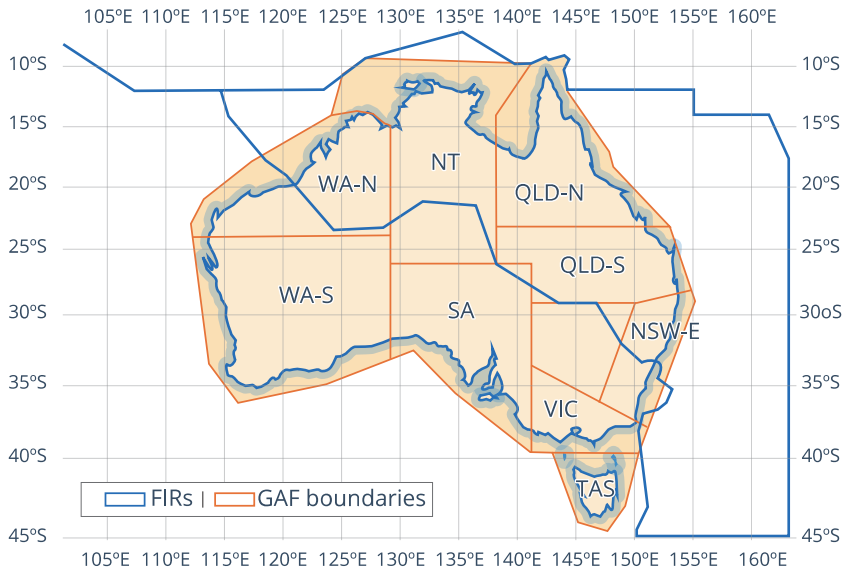 105ºE 110ºE 115ºE 120ºE 125ºE 130ºE 135ºE 140ºE 145ºE 150ºE 155ºE 160ºE
10ºS 10ºS
15ºS 15ºS
NT
WA-N QLD-N
20ºS 20ºS
25ºS 25ºS
QLD-S
WA-S
SA
30ºS 30oS
NSW-E
35ºS 35ºS
VIC
40ºS 40ºS
TAS
FIRs | GAF boundaries
45ºS 45ºS
105ºE 110ºE 115ºE 120ºE 125ºE 130ºE 135ºE 140ºE 145ºE 150ºE 155ºE 160ºE